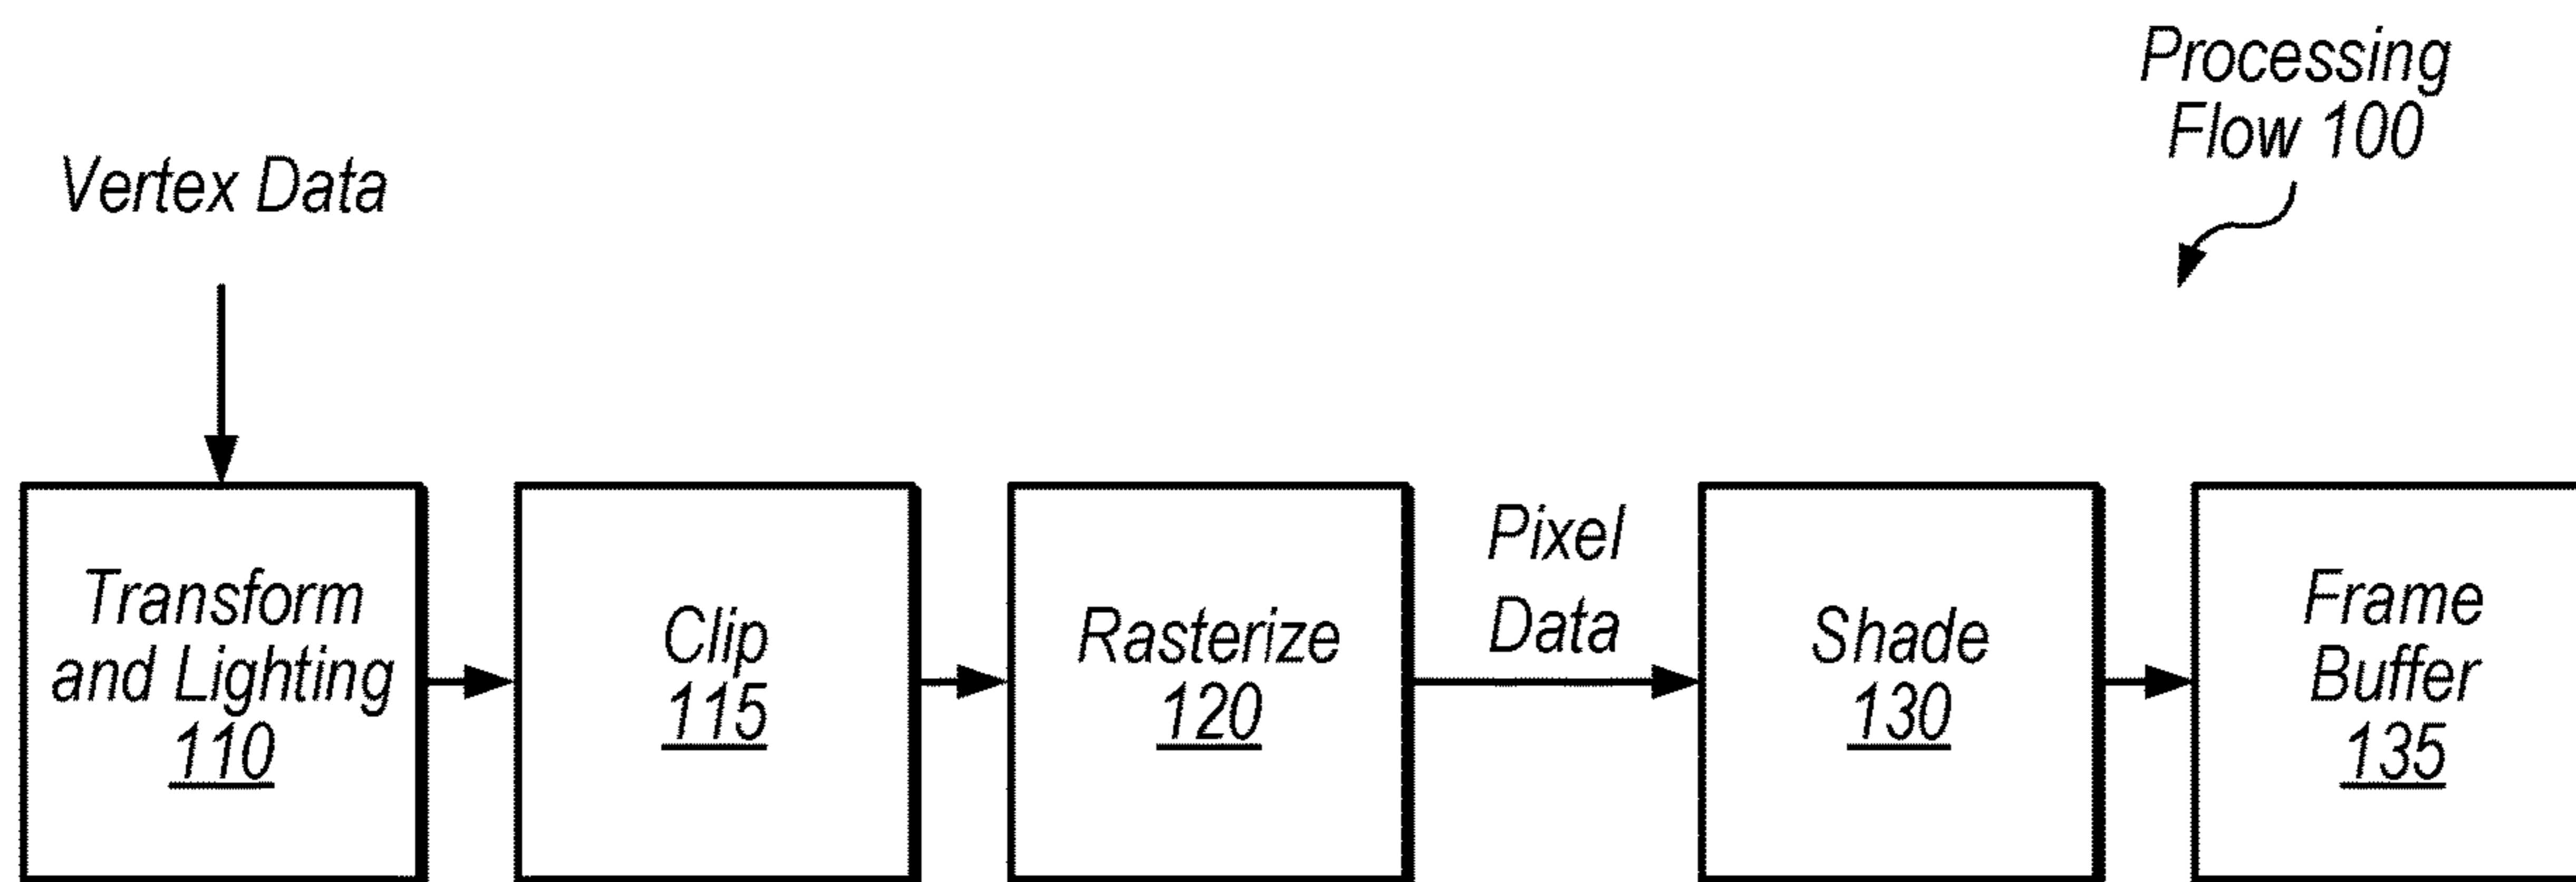 Processing
Flow 100
Vertex Data
Transform
and Lighting
110
Clip
115
Rasterize
120
Pixel
Data
Shade
130
Frame
Buffer
135